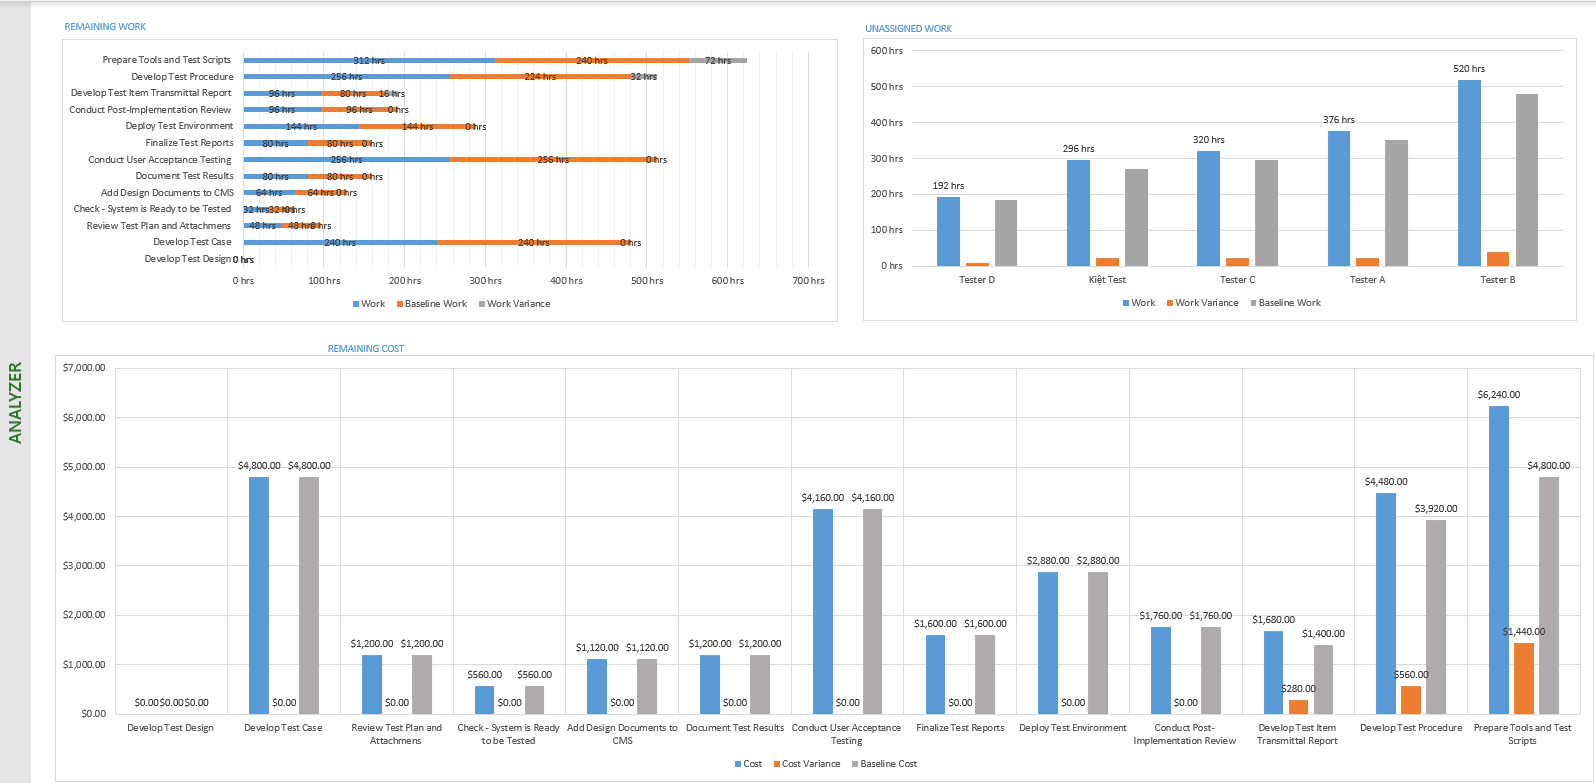 ANALYZER
REMAINING WORK
Prepare Tools and Test Scripts 312 hrs 240 hrs 72 hrs
Develop Test Procedure 256 hrs 224 hrs 32 hrs
Develop Test Item Transmittal Report 96 hrs 80 hrs 16 hrs
Conduct Post-Implementation Review 96 hrs 96 hrs 0 hrs
Deploy Test Environment 144 hrs 144 hrs 0 hrs
Finalize Test Reports 80 hrs 80 hrs 0 hrs
Conduct User Acceptance Testing 256 hrs 256 hrs 0 hrs
Document Test Results 80 hrs 80 hrs 0 hrs
Add Design Documents to CMS 64 hrs 64 hrs 0 hrs
Check - System is Ready to be Tested 32 hrs 32 hrs 0 hrs
Review Test Plan and Attachmens 48 hrs 48 hrs 0 hrs
Develop Test Case 240 hrs 240 hrs 0 hrs
Develop Test Design 0 hrs
0 hrs 100 hrs 200 hrs 300 hrs 400 hrs 500 hrs 600 hrs 700 hrs
Work Baseline Work Work Variance
UNASSIGNED WORK
600 hrs
500 hrs
400 hrs
300 hrs
200 hrs
100 hrs
0 hrs
192 hrs
296 hrs
320 hrs
376 hrs
520 hrs
Tester D Kiệt Test Tester C Tester A Tester B
Work Work Variance Baseline Work
REMAINING COST
$7,000.00
$6,000.00
$5,000.00
$4,000.00
$3,000.00
$2,000.00
$1,000.00
$0.00
$0.00 $0.00 $0.00
$4,800.00 $0.00 $4,800.00
$1,200.00 $0.00 $1,200.00
$560.00 $0.00 $560.00
$1,120.00 $0.00 $1,120.00
$1,200.00 $0.00 $1,200.00
$4,160.00 $0.00 $4,160.00
$1,600.00 $0.00 $1,600.00
$2,880.00 $0.00 $2,880.00
$1,760.00 $0.00 $1,760.00
$1,680.00 $280.00 $1,400.00
$4,480.00 $560.00 $3,920.00
$6,240.00 $1,440.00 $4,800.00
Develop Test Design
Develop Test Case
Review Test Plan and
Attachmens
Check - System is Ready
to be Tested
Add Design Documents to
CMS
Document Test Results
Conduct User Acceptance
Testing
Finalize Test Reports
Deploy Test Environment
Conduct Post-
Implementation Review
Develop Test Item
Transmittal Report
Develop Test Procedure
Prepare Tools and Test
Scripts
Cost Cost Variance Baseline Cost